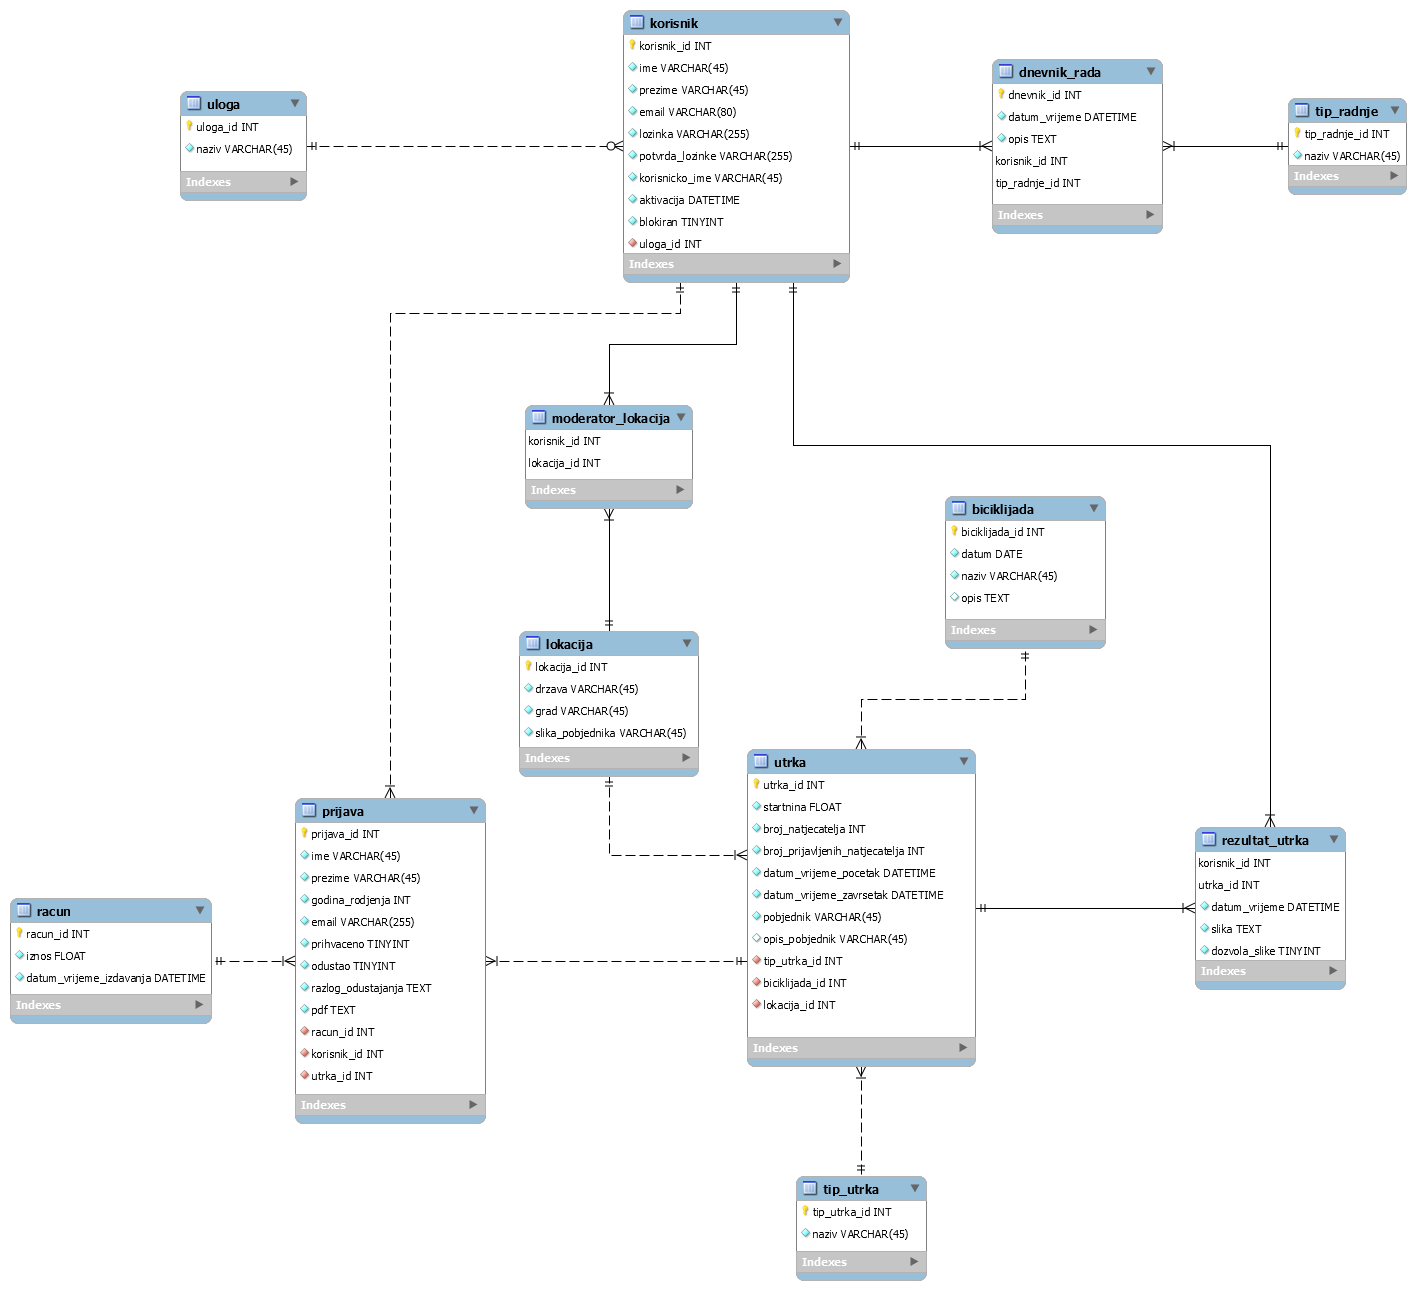 korisnik
korisnik_id INT
ime VARCHAR(45)
prezime VARCHAR(45)
email VARCHAR(80)
lozinka VARCHAR(255)
potvrda_lozinke VARCHAR(255)
korisnicko_ime VARCHAR(45)
aktivacija DATETIME
blokiran TINYINT
uloga_id INT
Indexes
uloga
uloga_id INT
naziv VARCHAR(45)
Indexes
dnevnik_rada
dnevnik_id INT
datum_vrijeme DATETIME
opis TEXT
korisnik_id INT
tip_radnje_id INT
Indexes
tip_radnje
tip_radnje_id INT
naziv VARCHAR(45)
Indexes
moderator_lokacija
korisnik_id INT
lokacija_id INT
Indexes
biciklijada
biciklijada_id INT
datum DATE
naziv VARCHAR(45)
opis TEXT
Indexes
lokacija
lokacija_id INT
drzava VARCHAR(45)
grad VARCHAR(45)
slika_pobjednika VARCHAR(45)
Indexes
utrka
utrka_id INT
startnina FLOAT
broj_natjecatelja INT
broj_prijavljenih_natjecatelja INT
datum_vrijeme_pocetak DATETIME
datum_vrijeme_zavrsetak DATETIME
pobjednik VARCHAR(45)
opis_pobjednik VARCHAR(45)
tip_utrka_id INT
biciklijada_id INT
lokacija_id INT
Indexes
prijava
prijava_id INT
ime VARCHAR(45)
prezime VARCHAR(45)
godina_rodjenja INT
email VARCHAR(255)
prihvaceno TINYINT
odustao TINYINT
razlog_odustajanja TEXT
pdf TEXT
racun_id INT
korisnik_id INT
utrka_id INT
Indexes
rezultat_utrka
korisnik_id INT
utrka_id INT
datum_vrijeme DATETIME
slika TEXT
dozvola_slike TINYINT
Indexes
racun
racun_id INT
iznos FLOAT
datum_vrijeme_izdavanja DATETIME
Indexes
tip_utrka
tip_utrka_id INT
naziv VARCHAR(45)
Indexes